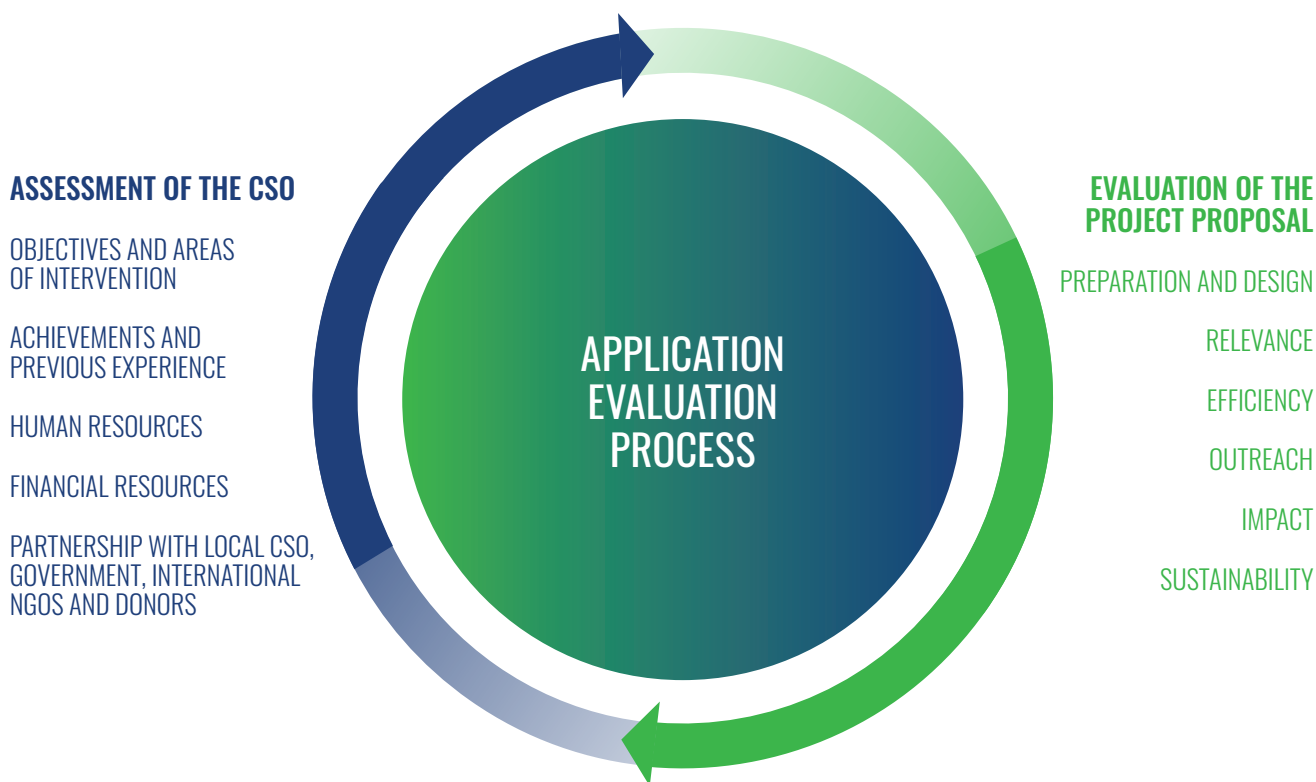 ASSESSMENT OF THE CSO
OBJECTIVES AND AREAS
OF INTERVENTION
ACHIEVEMENTS AND
PREVIOUS EXPERIENCE
HUMAN RESOURCES
FINANCIAL RESOURCES
PARTNERSHIP WITH LOCAL CSO,
GOVERNMENT, INTERNATIONAL
NGOS AND DONORS
APPLICATION
EVALUATION
PROCESS
EVALUATION OF THE
PROJECT PROPOSAL
PREPARATION AND DESIGN
RELEVANCE
EFFICIENCY
OUTREACH
IMPACT
SUSTAINABILITY